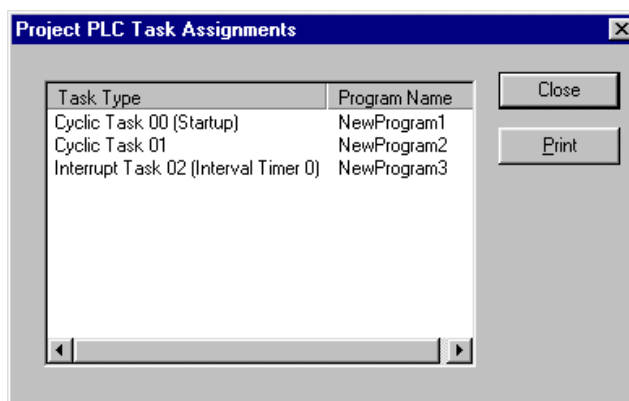 Project PLC Task Assignments
Task Type Program Name
Cyclic Task 00 (Startup) NewProgram1
Cyclic Task 01 NewProgram2
Interrupt Task 02 (Interval Timer 0) NewProgram3
Close
Print